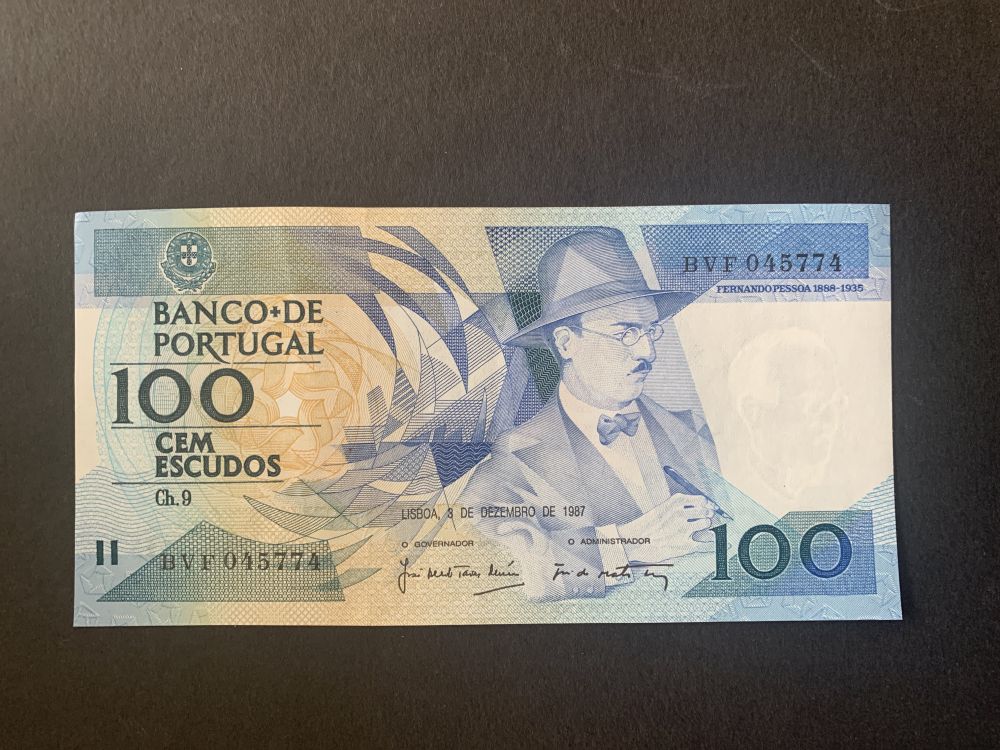 BVF 045774
FERNANDO PESSOA 1888-1935
BANCO+DE
PORTUGAL
100
CEM
ESCUDOS
Ch. 9
LISBOA, 3 DE DEZEMBRO DE 1987
O GOVERNADOR
O ADMINISTRADOR
BVF 045774
100